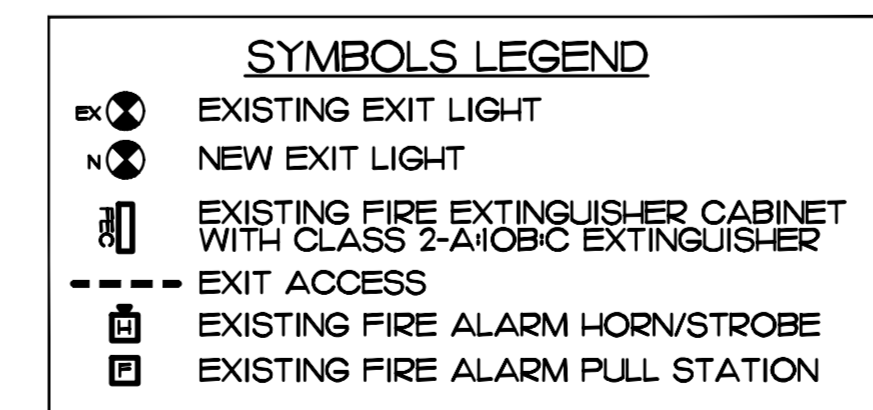 SYMBOLS LEGEND
EX EXISTING EXIT LIGHT
N NEW EXIT LIGHT
FEC EXISTING FIRE EXTINGUISHER CABINET
WITH CLASS 2-A:10B:C EXTINGUISHER
EXIT ACCESS
H EXISTING FIRE ALARM HORN/STROBE
F EXISTING FIRE ALARM PULL STATION